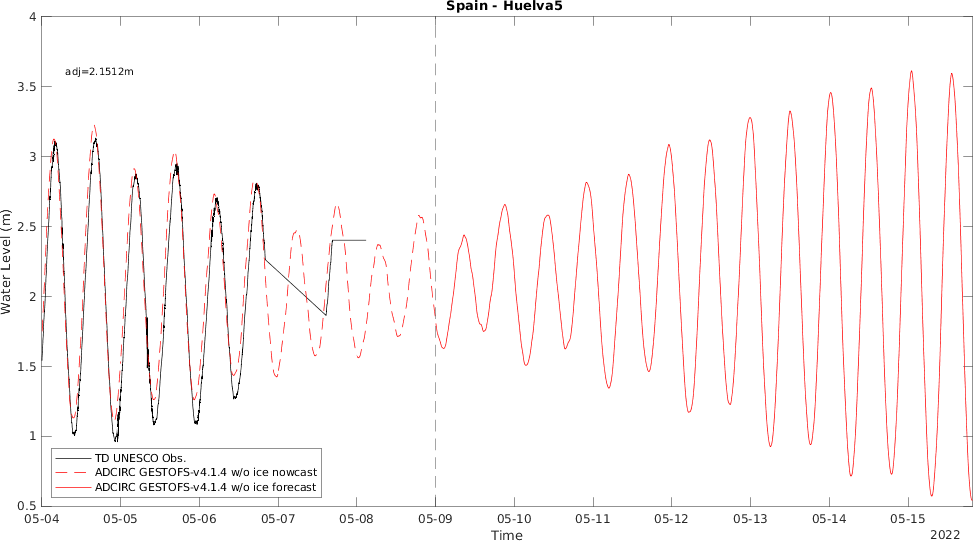 Spain - Huelva5
adj=2.1512m
Water Level (m)
4
3.5
3
2.5
2
1.5
1
0.5
TD UNESCO Obs.
ADCIRC GESTOFS-v4.1.4 w/o ice nowcast
ADCIRC GESTOFS-v4.1.4 w/o ice forecast
05-04 05-05 05-06 05-07 05-08 05-09 05-10 05-11 05-12 05-13 05-14 05-15
Time
2022